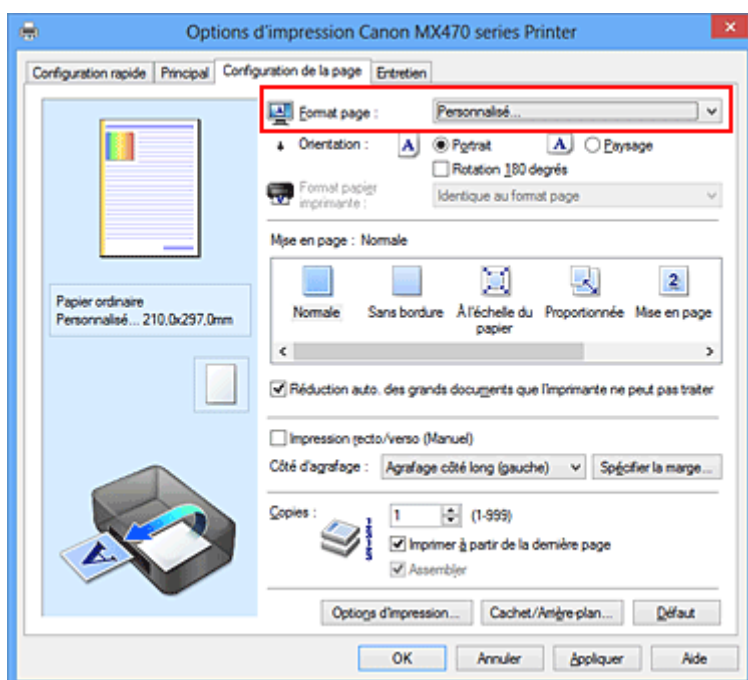 Options d'impression Canon MX470 series Printer
Configuration rapide Principal Configuration de la page Entretien
Format page : Personnalisé...
Orientation : A Portrait A Paysage
Rotation 180 degrés
Format papier
imprimante : Identique au format page
Mise en page : Normale
2
Normale Sans bordure À l'échelle du
papier Proportionnée Mise en page
Papier ordinaire
Personnalisé... 210,0x297,0mm
Réduction auto. des grands documents que l'imprimante ne peut pas traiter
Impression recto/verso (Manuel)
Côté d'agrafage : Agrafage côté long (gauche) Spécifier la marge...
Copies : 1 (1-999)
Imprimer à partir de la dernière page
Assembler
A
Options d'impression... Cachet/Arrière-plan... Défaut
OK Annuler Appliquer Aide